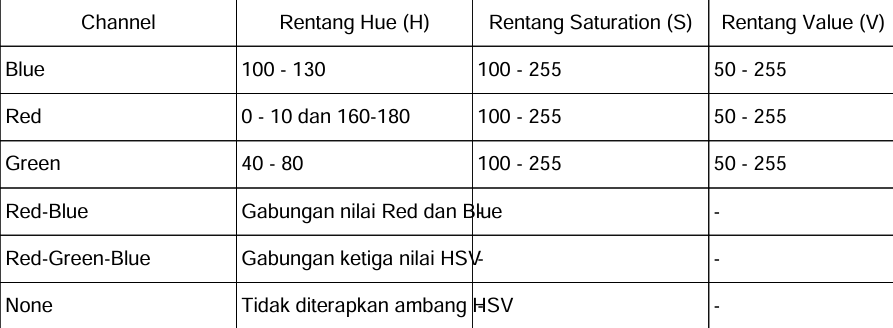 Channel Rentang Hue (H) Rentang Saturation (S) Rentang Value (V)
Blue 100 - 130 100 - 255 50 - 255
Red 0 - 10 dan 160-180 100 - 255 50 - 255
Green 40 - 80 100 - 255 50 - 255
Red-Blue Gabungan nilai Red dan Blue - -
Red-Green-Blue Gabungan ketiga nilai HSV - -
None Tidak diterapkan ambang HSV - -